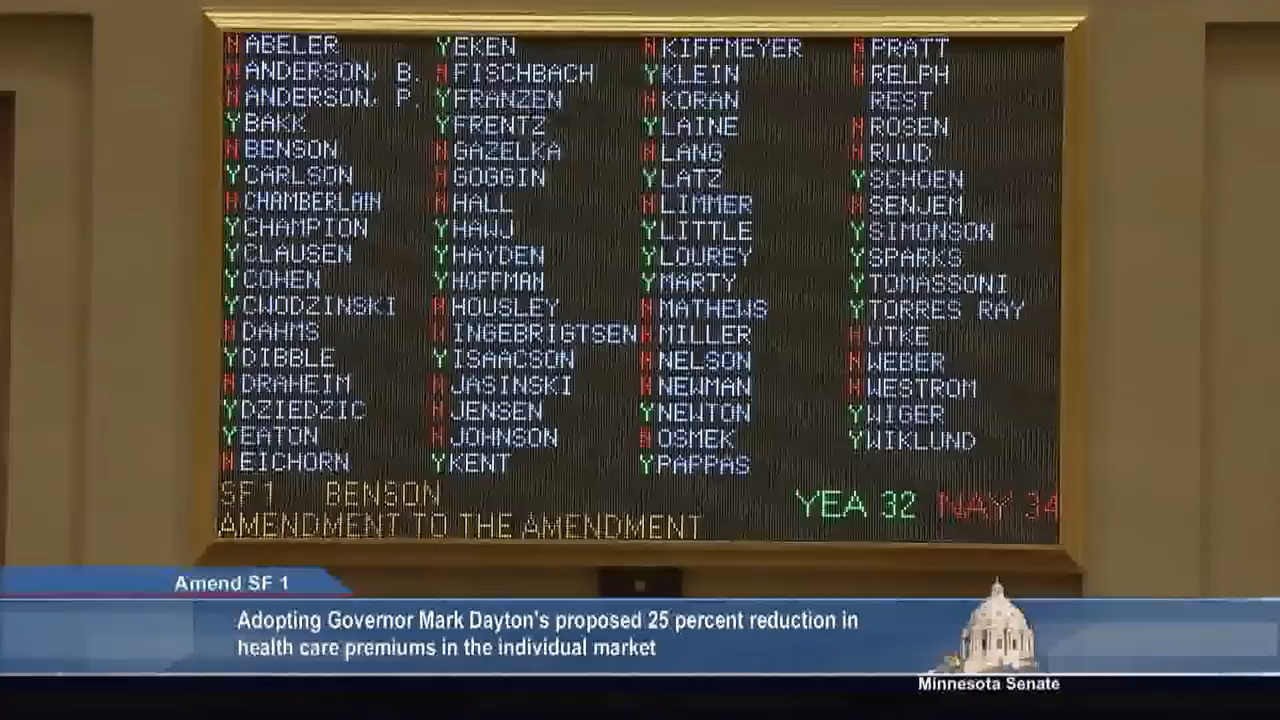 N ABELER Y EKEN N KIFFMEYER N PRATT
N ANDERSON, B. N FISCHBACH Y KLEIN N RELPH
N ANDERSON, P. Y FRANZEN N KORAN REST
Y BAKK Y FRENTZ Y LAINE N ROSEN
N BENSON N GAZELKA N LANG N RUUD
Y CARLSON N GOGGIN Y LATZ Y SCHOEN
N CHAMBERLAIN N HALL N LIMMER N SENJEM
Y CHAMPION Y HAWJ Y LITTLE Y SIMONSON
Y CLAUSEN Y HAYDEN Y LOUREY Y SPARKS
Y COHEN Y HOFFMAN Y MARTY Y TOMASSONI
Y CWODZINSKI N HOUSLEY N MATHEWS Y TORRES RAY
N DAHMS N INGEBRIGTSEN N MILLER N UTKE
Y DIBBLE Y ISAACSON N NELSON N WEBER
N DRAHEIM N JASINSKI N NEWMAN N WESTROM
Y DZIEDZIC N JENSEN Y NEWTON Y WIGER
Y EATON N JOHNSON N OSMEK Y WIKLUND
N EICHORN Y KENT Y PAPPAS
SF1 BENSON YEA 32 NAY 34
AMENDMENT TO THE AMENDMENT
Amend SF 1
Adopting Governor Mark Dayton's proposed 25 percent reduction in
health care premiums in the individual market
Minnesota Senate